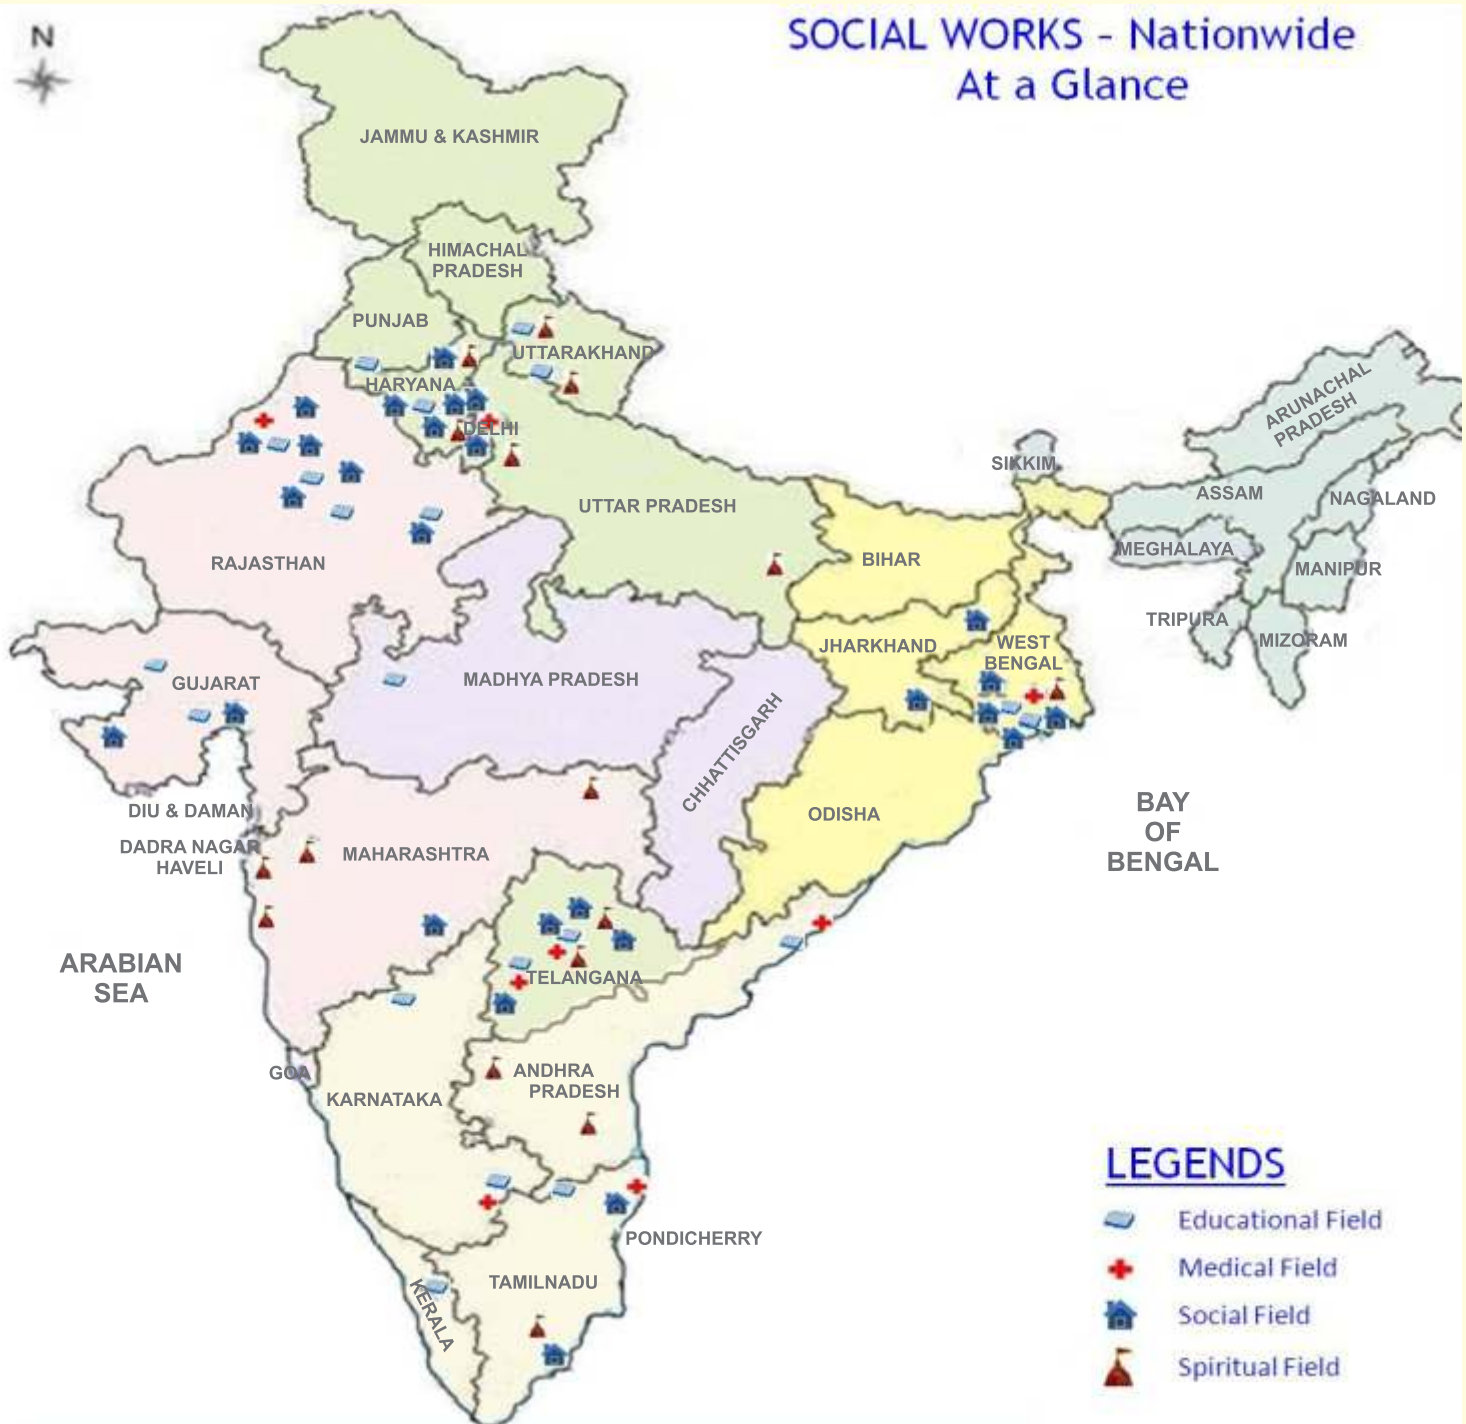 N
SOCIAL WORKS - Nationwide
At a Glance
JAMMU & KASHMIR
HIMACHAL
PRADESH
PUNJAB
UTTARAKHAND
HARYANA
DELHI
ARUNACHAL
PRADESH
SIKKIM
ASSAM
NAGALAND
UTTAR PRADESH
MEGHALAYA
BIHAR
RAJASTHAN
MANIPUR
TRIPURA
MIZORAM
JHARKHAND
WEST
BENGAL
GUJARAT
MADHYA PRADESH
CHHATTISGARH
DIU & DAMAN
ODISHA
BAY
OF
BENGAL
DADRA NAGAR
HAVELI
MAHARASHTRA
ARABIAN
SEA
TELANGANA
GOA
ANDHRA
PRADESH
KARNATAKA
PONDICHERRY
TAMILNADU
KERALA
LEGENDS
Educational Field
Medical Field
Social Field
Spiritual Field